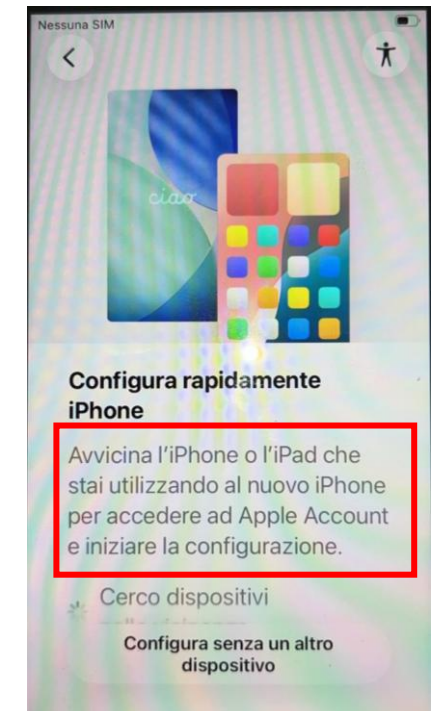 Nessuna SIM
ciao
Configura rapidamente
iPhone
Avvicina l'iPhone o l'iPad che
stai utilizzando al nuovo iPhone
per accedere ad Apple Account
e iniziare la configurazione.
Cerco dispositivi
Configura senza un altro
dispositivo